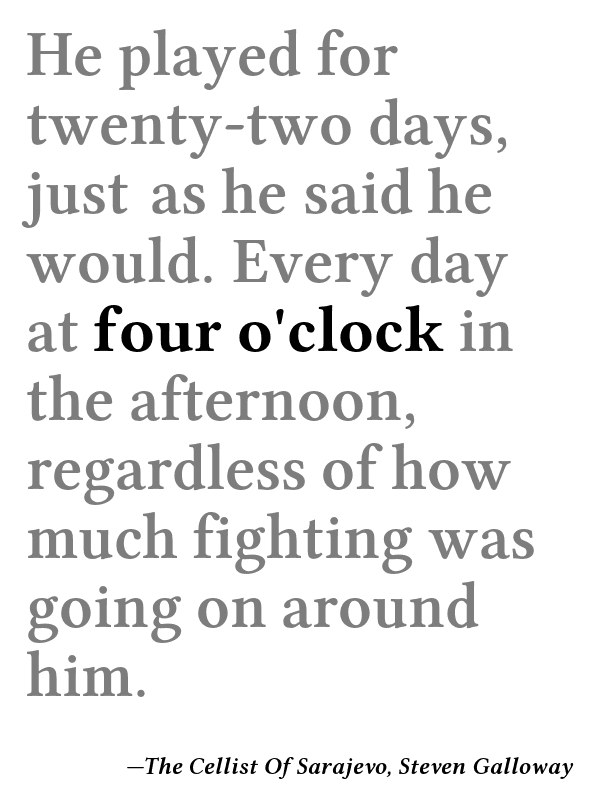 He played for
twenty-two days,
just as he said he
would. Every day
at four o'clock in
the afternoon,
regardless of how
much fighting was
going on around
him.
—The Cellist Of Sarajevo, Steven Galloway